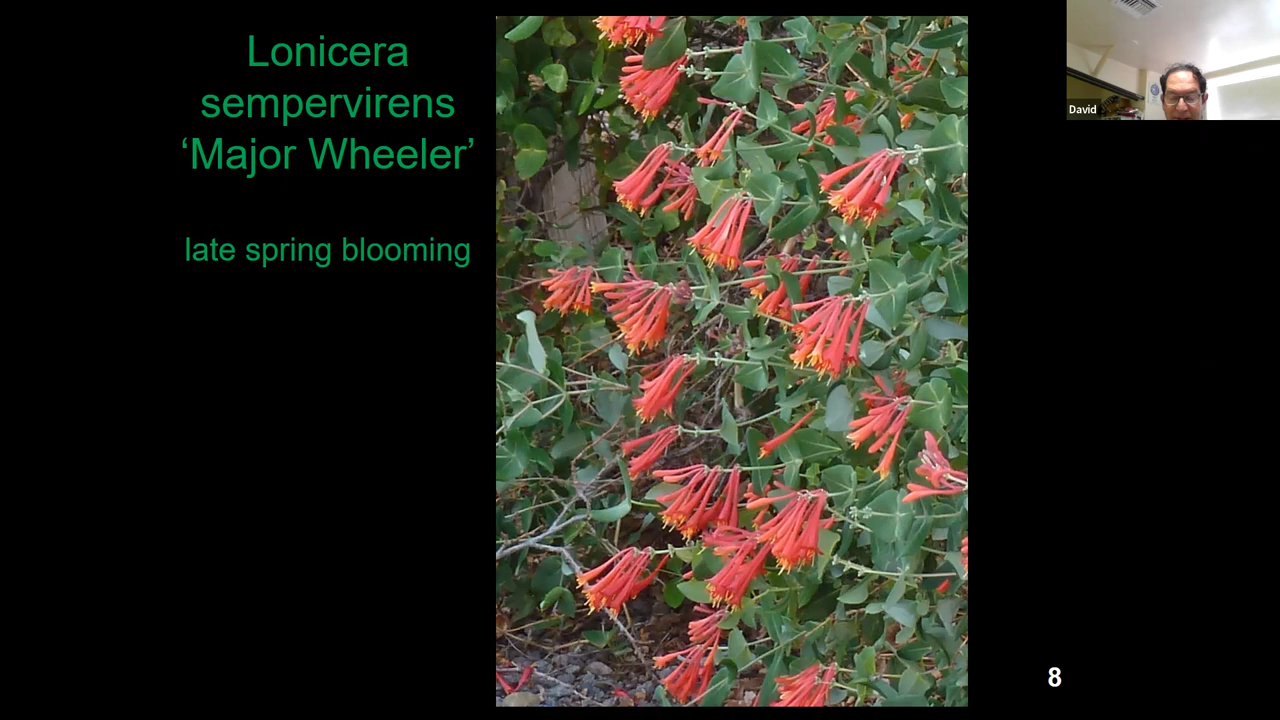 Lonicera
sempervirens
‘Major Wheeler’
late spring blooming
David
8